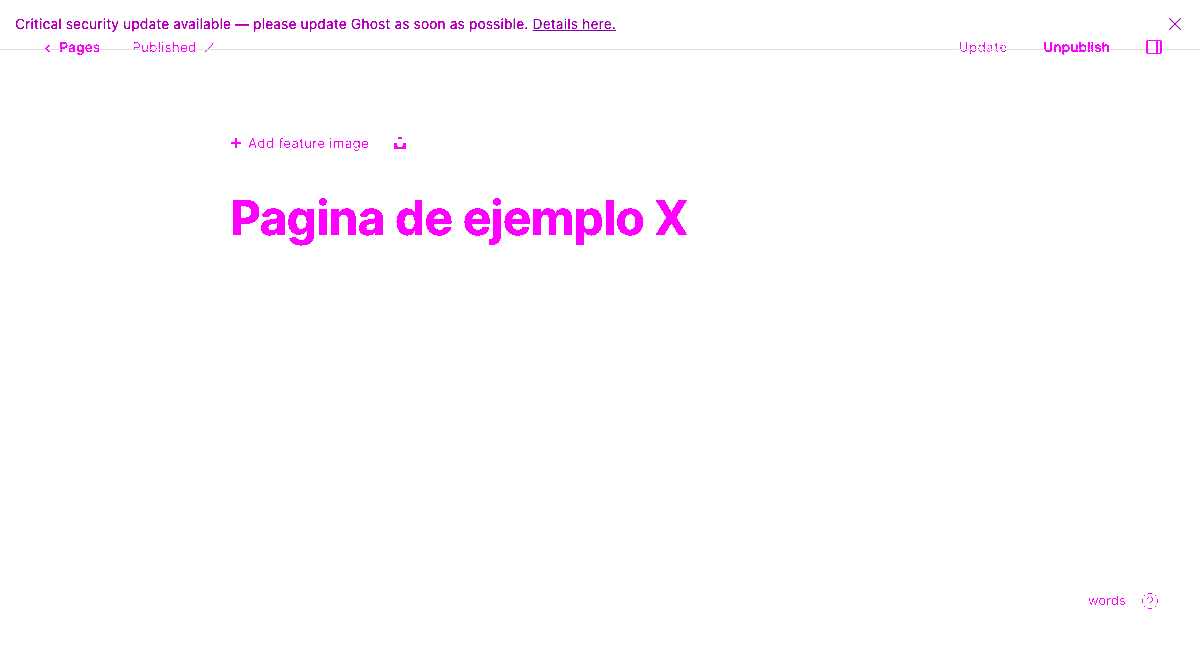 Critical security update available — please update Ghost as soon as possible. Details here.
Pages Published Update Unpublish
Add feature image
Pagina de ejemplo X
words